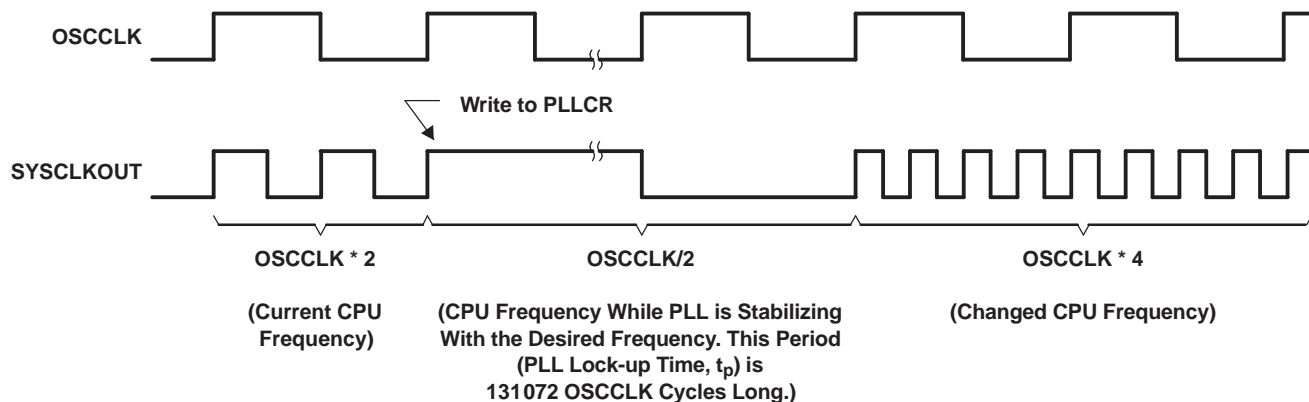 OSCCLK
Write to PLLCR
SYSCLKOUT
OSCCLK * 2
(Current CPU
Frequency)
OSCCLK/2
(CPU Frequency While PLL is Stabilizing
With the Desired Frequency. This Period
(PLL Lock-up Time, tp) is
131072 OSCCLK Cycles Long.)
OSCCLK * 4
(Changed CPU Frequency)